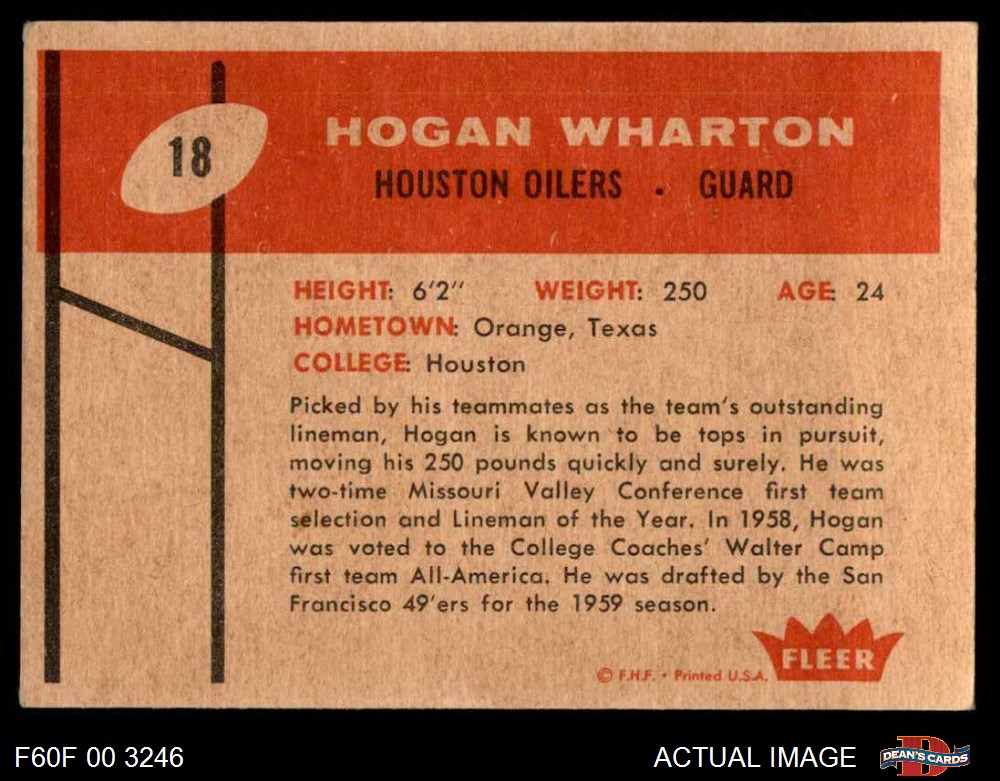 18
HOGAN WHARTON
HOUSTON OILERS . GUARD
HEIGHT: 6'2'' WEIGHT: 250 AGE: 24
HOMETOWN: Orange, Texas
COLLEGE: Houston
Picked by his teammates as the team's outstanding
lineman, Hogan is known to be tops in pursuit,
moving his 250 pounds quickly and surely. He was
two-time Missouri Valley Conference first team
selection and Lineman of the Year. In 1958, Hogan
was voted to the College Coaches' Walter Camp
first team All-America. He was drafted by the San
Francisco 49'ers for the 1959 season.
FLEER
© F.H.F. • Printed U.S.A.
F60F 00 3246 ACTUAL IMAGE D DEAN'S CARDS